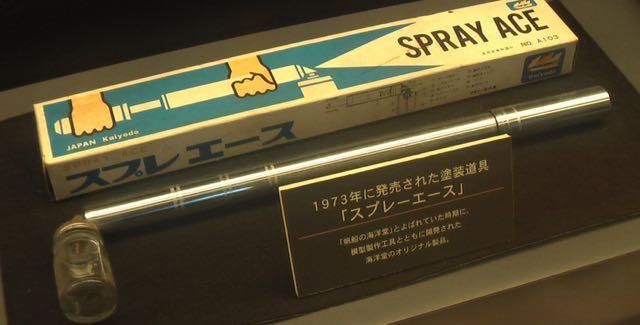 SPRAY ACE
NO. A103
Kaiyodo
JAPAN Kaiyodo
スプレーエース
1973年に発売された塗装道具
「スプレーエース」
「帆船の海洋堂」とよばれていた時期に、
模型製作工具とともに開発された
海洋堂のオリジナル製品。